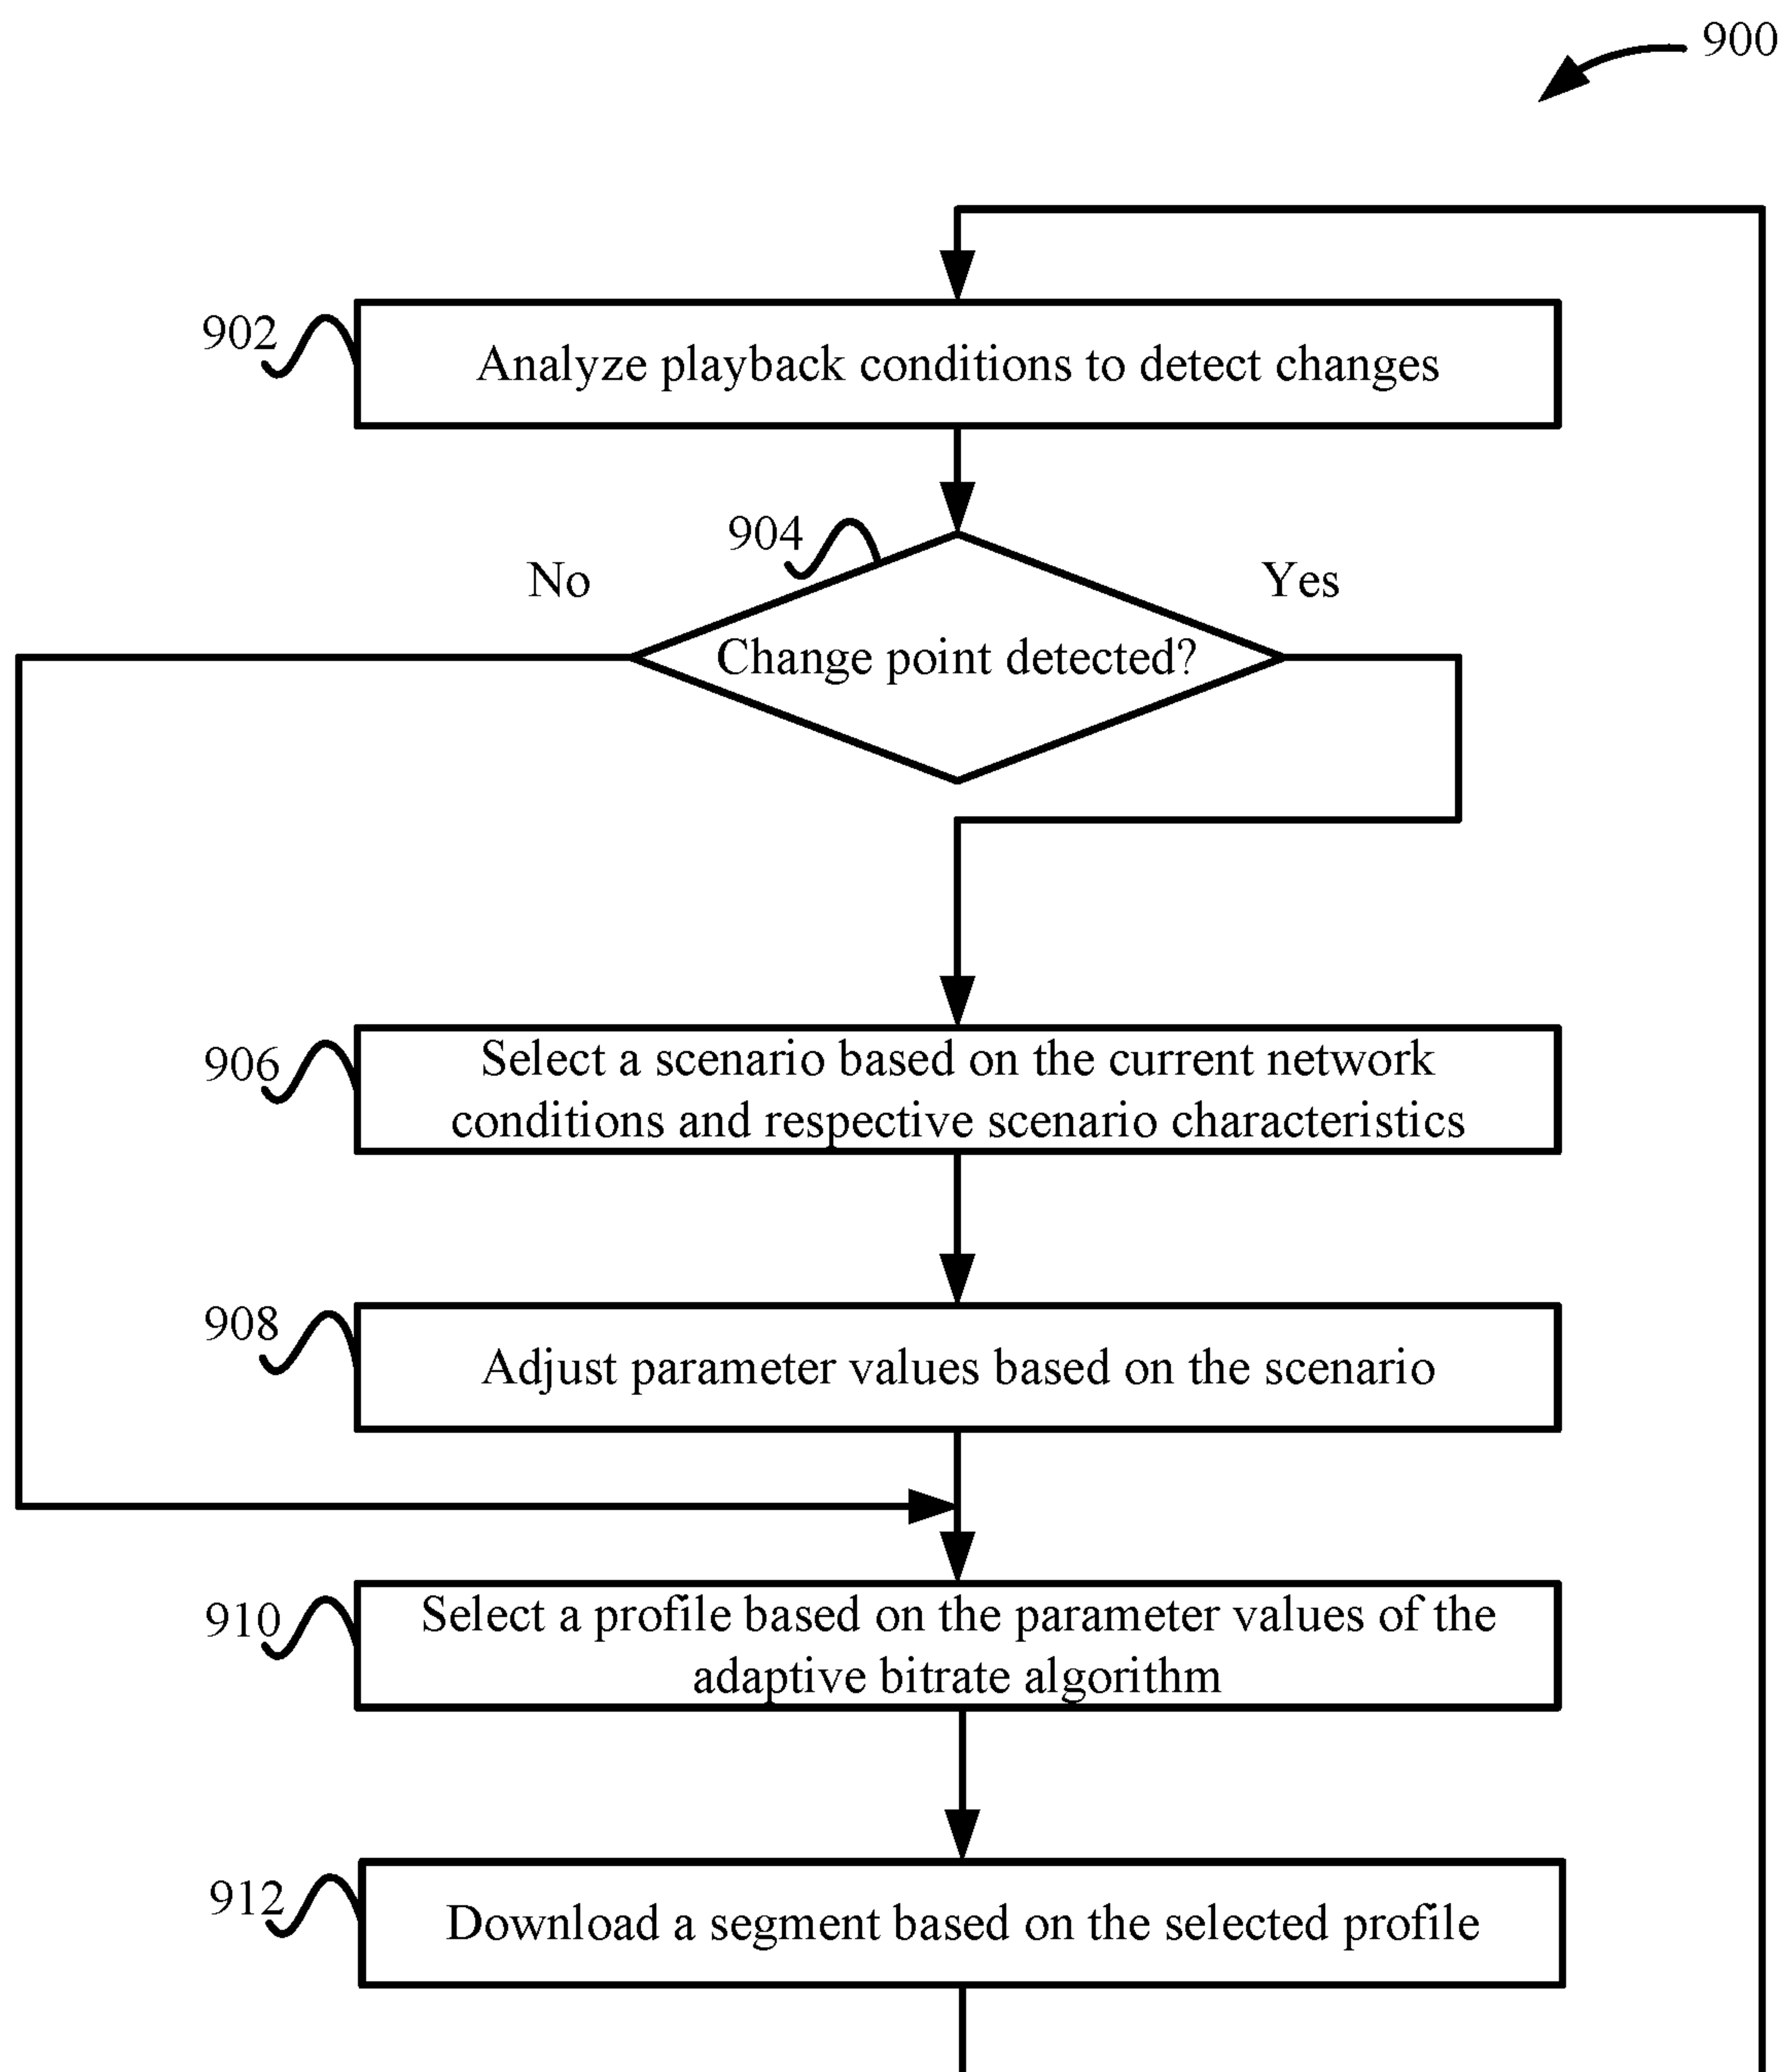 900
902
Analyze playback conditions to detect changes
904
No
Yes
Change point detected?
906
Select a scenario based on the current network
conditions and respective scenario characteristics
908
Adjust parameter values based on the scenario
910
Select a profile based on the parameter values of the
adaptive bitrate algorithm
912
Download a segment based on the selected profile